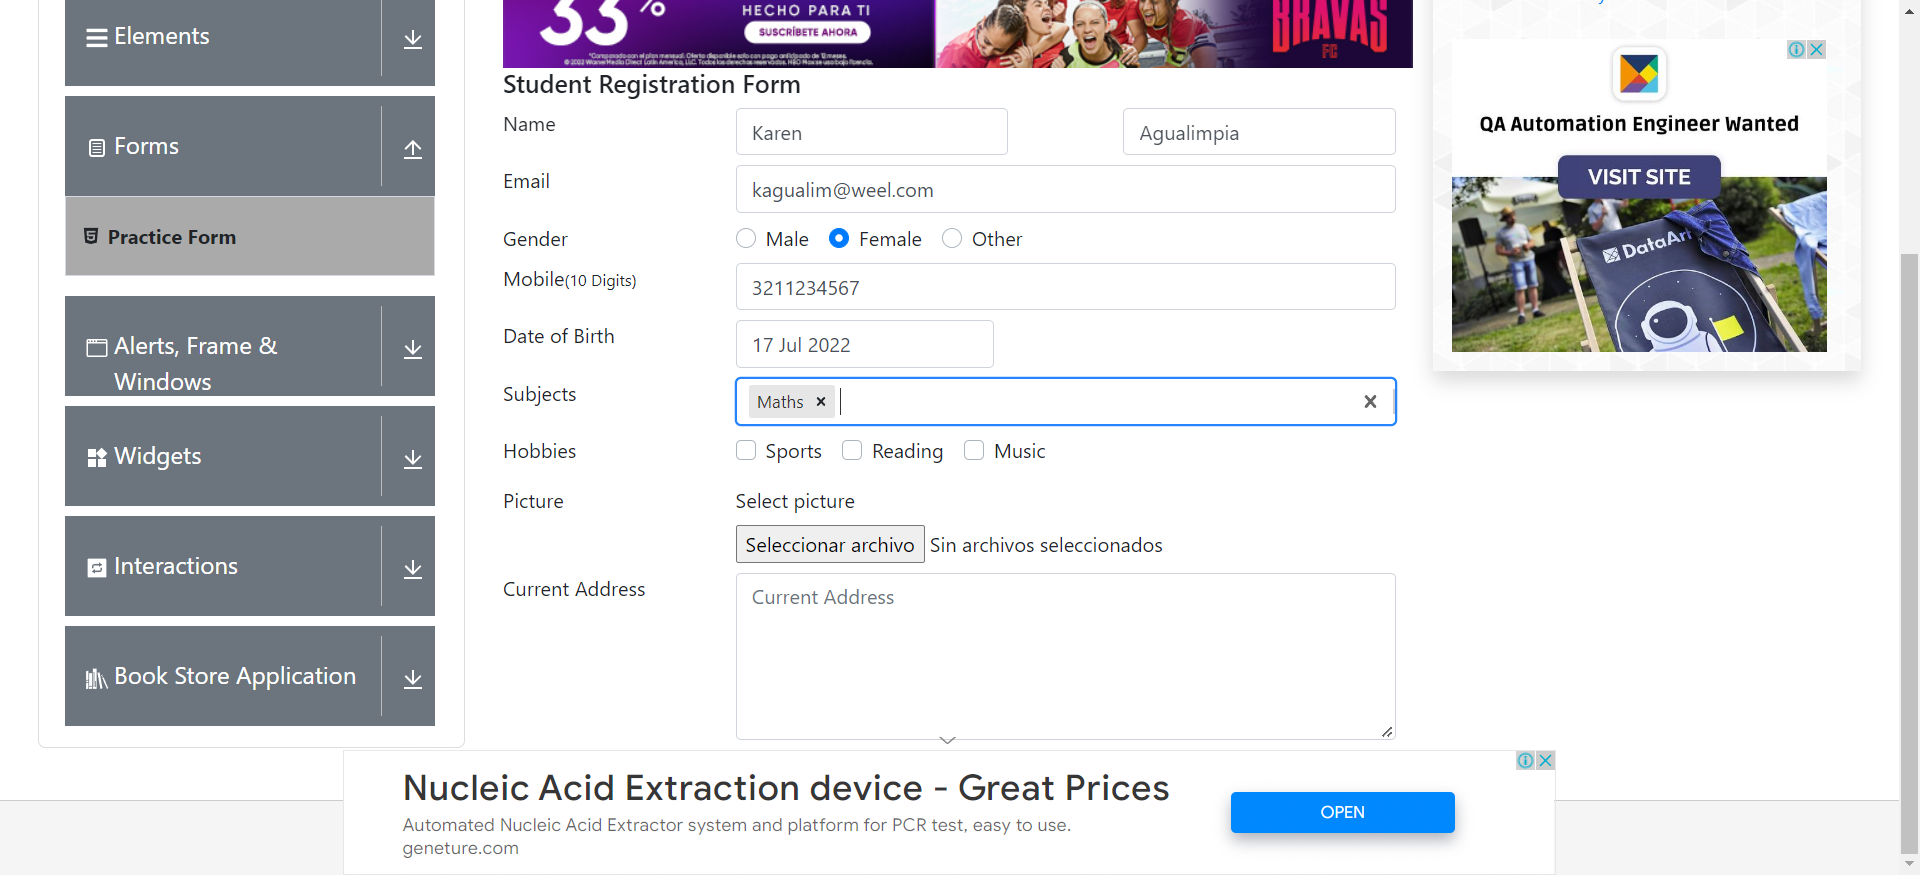 Elements
Forms
Practice Form
Alerts, Frame &
Windows
Widgets
Interactions
Book Store Application
33%
HECHO PARA TI
SUSCRÍBETE AHORA
BRAVAS
FC
Student Registration Form
Name
Karen
Agualimpia
Email
kagualim@weel.com
Gender
Male
Female
Other
Mobile(10 Digits)
3211234567
Date of Birth
17 Jul 2022
Subjects
Maths
Hobbies
Sports
Reading
Music
Picture
Select picture
Seleccionar archivo Sin archivos seleccionados
Current Address
Current Address
QA Automation Engineer Wanted
VISIT SITE
DataArt
Nucleic Acid Extraction device - Great Prices
Automated Nucleic Acid Extractor system and platform for PCR test, easy to use.
geneture.com
OPEN